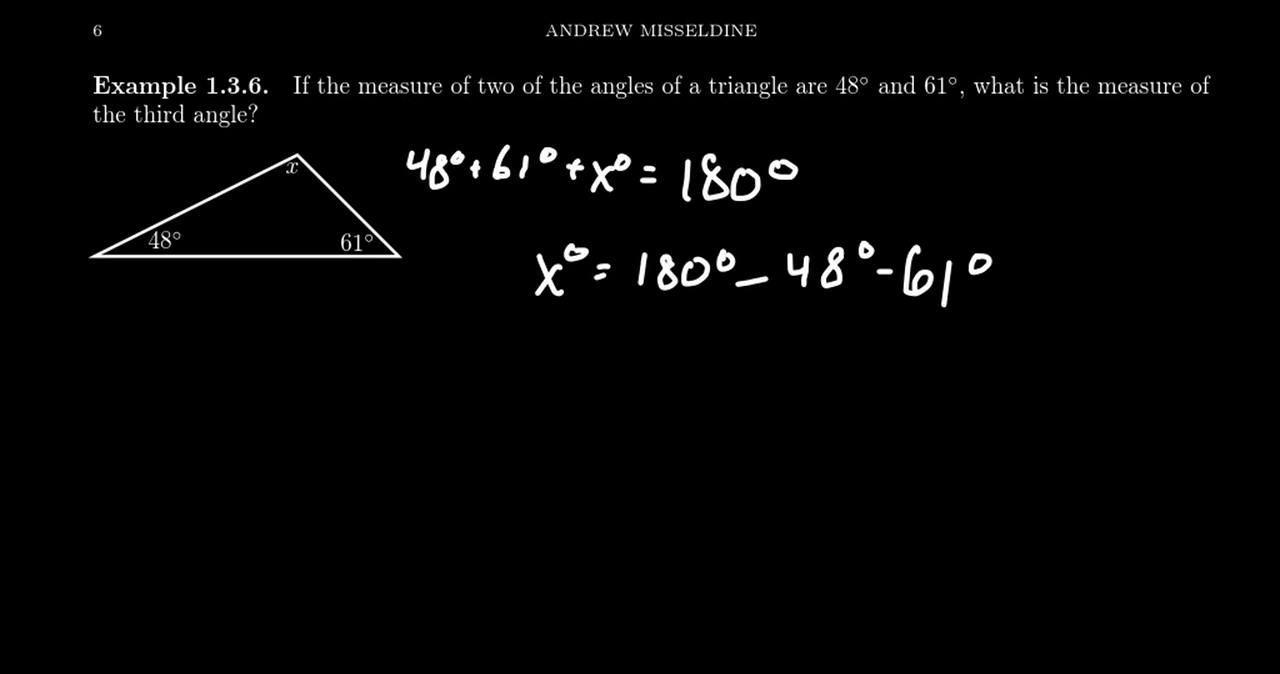 6
ANDREW MISSELDINE
Example 1.3.6. If the measure of two of the angles of a triangle are 48° and 61°, what is the measure of
the third angle?
48° + 61° + x° = 180°
x
48°
61°
x° = 180° - 48° - 61°